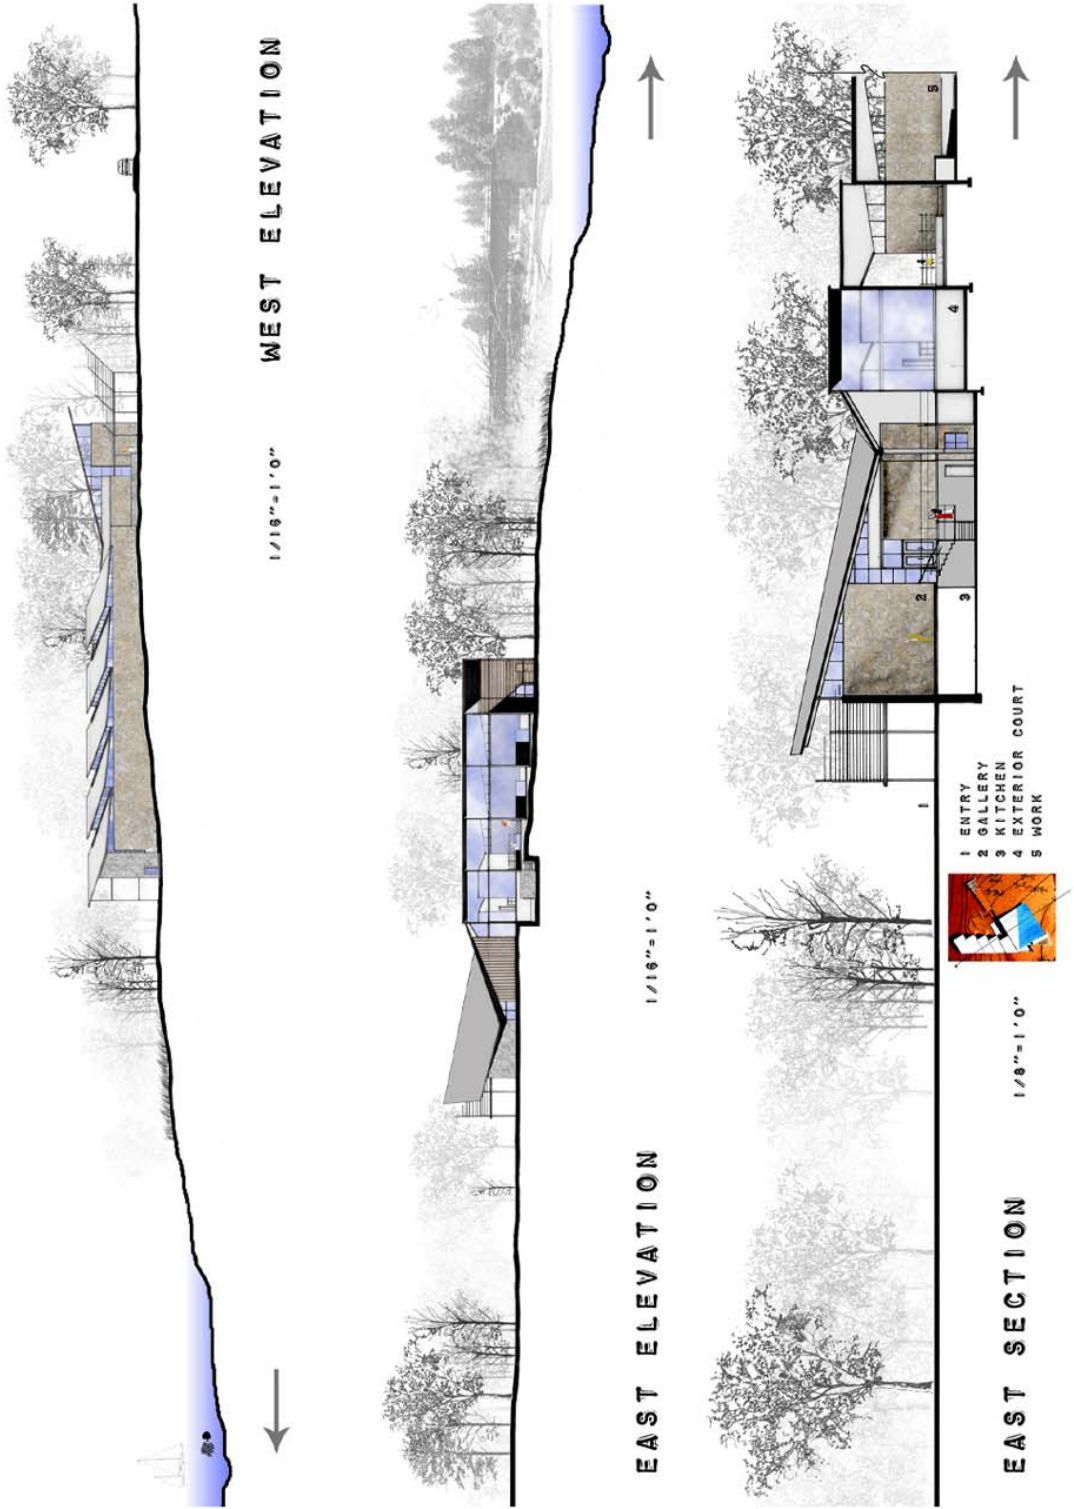 WEST ELEVATION
1/16"=1'0"
EAST ELEVATION
1/16"=1'0"
EAST SECTION
1/8"=1'0"
1 ENTRY
2 GALLERY
3 KITCHEN
4 EXTERIOR COURT
5 WORK
1
2
3
4
5